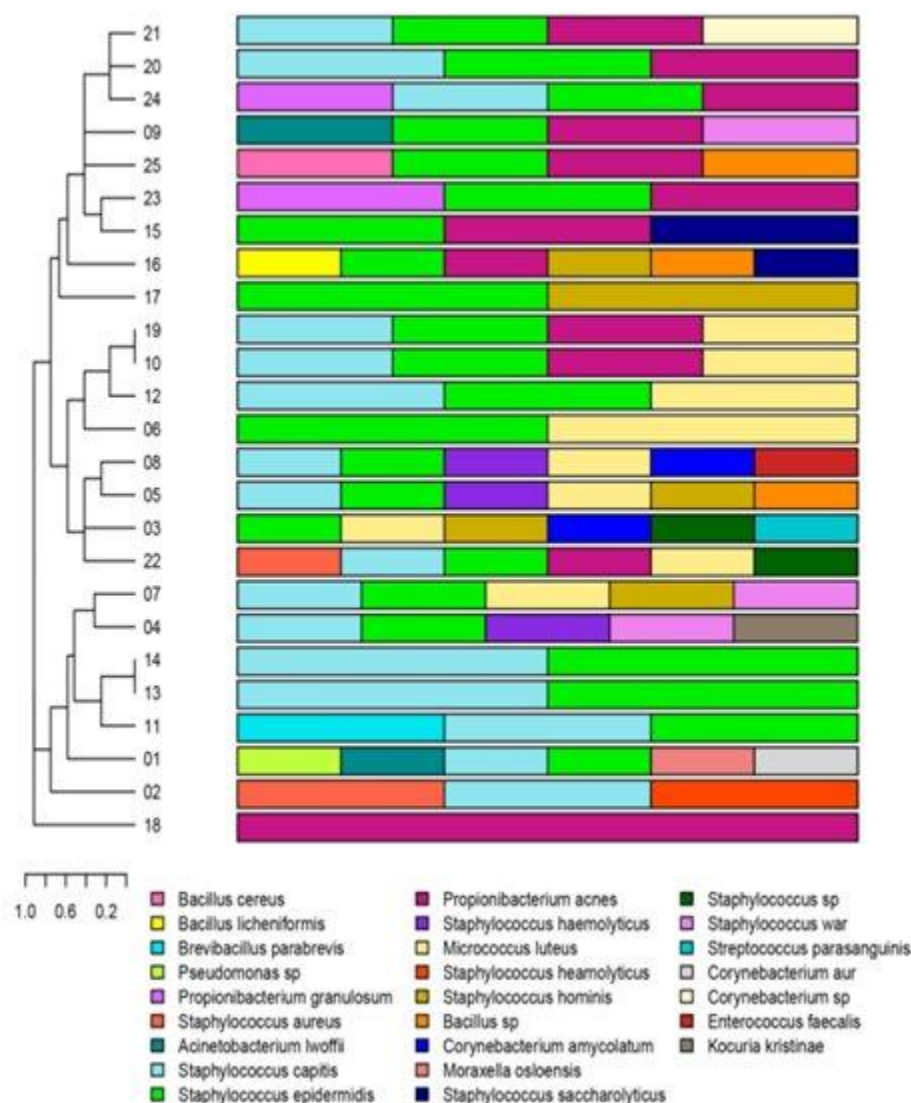 21
20
24
09
25
23
15
16
17
19
10
12
06
08
05
03
22
07
04
14
13
11
01
02
18
1.0 0.6 0.2
Bacillus cereus
Bacillus licheniformis
Brevibacillus parabrevis
Pseudomonas sp
Propionibacterium granulosum
Staphylococcus aureus
Acinetobacterium lwoffii
Staphylococcus capitis
Staphylococcus epidermidis
Propionibacterium acnes
Staphylococcus haemolyticus
Micrococcus luteus
Staphylococcus heamolyticus
Staphylococcus hominis
Bacillus sp
Corynebacterium amycolatum
Moraxella osloensis
Staphylococcus saccharolyticus
Staphylococcus sp
Staphylococcus war
Streptococcus parasanguinis
Corynebacterium aur
Corynebacterium sp
Enterococcus faecalis
Kocuria kristinae